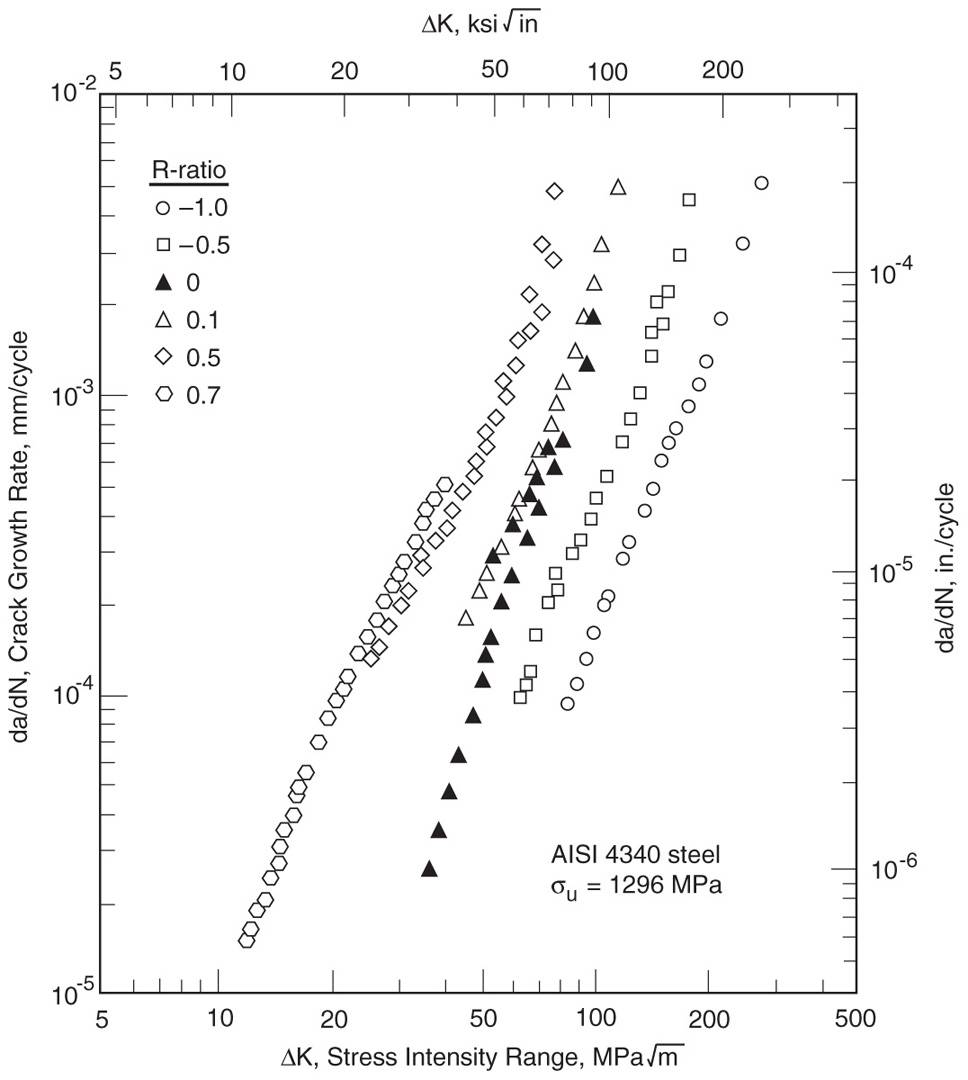 ΔK, ksi√in
5 10 20 50 100 200
10-2
10-3
10-4
10-5
da/dN, Crack Growth Rate, mm/cycle
R-ratio
−1.0
−0.5
0
0.1
0.5
0.7
AISI 4340 steel
σu = 1296 MPa
10-4
10-5
10-6
da/dN, in./cycle
5 10 20 50 100 200 500
ΔK, Stress Intensity Range, MPa√m